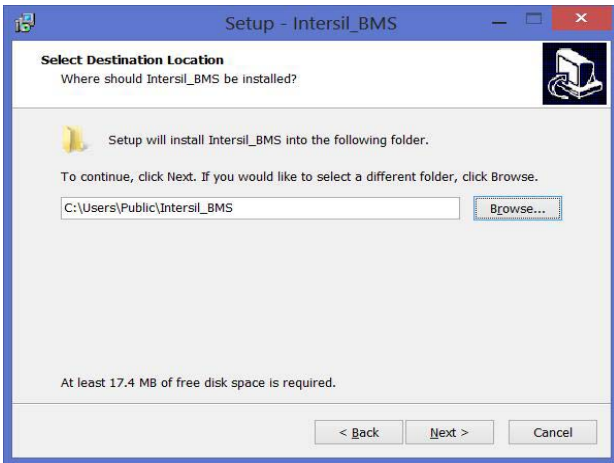 Setup - Intersil_BMS
Select Destination Location
Where should Intersil_BMS be installed?
Setup will install Intersil_BMS into the following folder.
To continue, click Next. If you would like to select a different folder, click Browse.
C:\Users\Public\Intersil_BMS
Browse...
At least 17.4 MB of free disk space is required.
< Back Next > Cancel